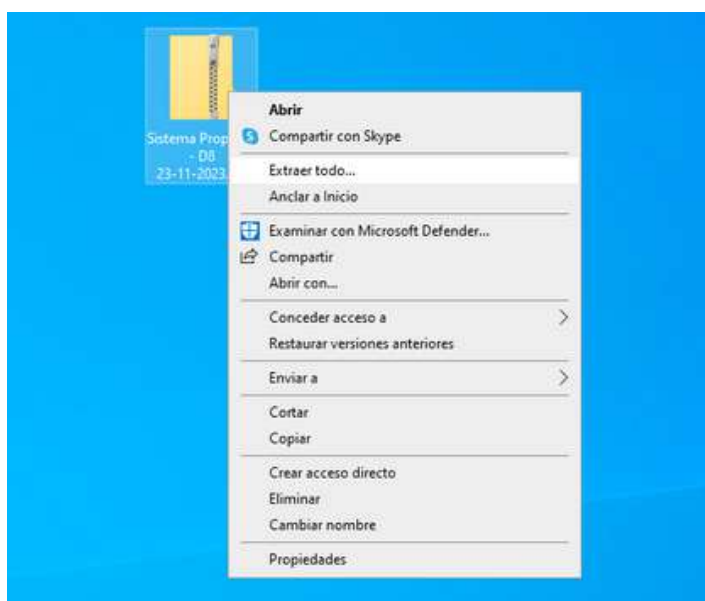 Sistema Prop
- D8
23-11-2023.
Abrir
Compartir con Skype
Extraer todo...
Anclar a Inicio
Examinar con Microsoft Defender...
Compartir
Abrir con...
Conceder acceso a
Restaurar versiones anteriores
Enviar a
Cortar
Copiar
Crear acceso directo
Eliminar
Cambiar nombre
Propiedades